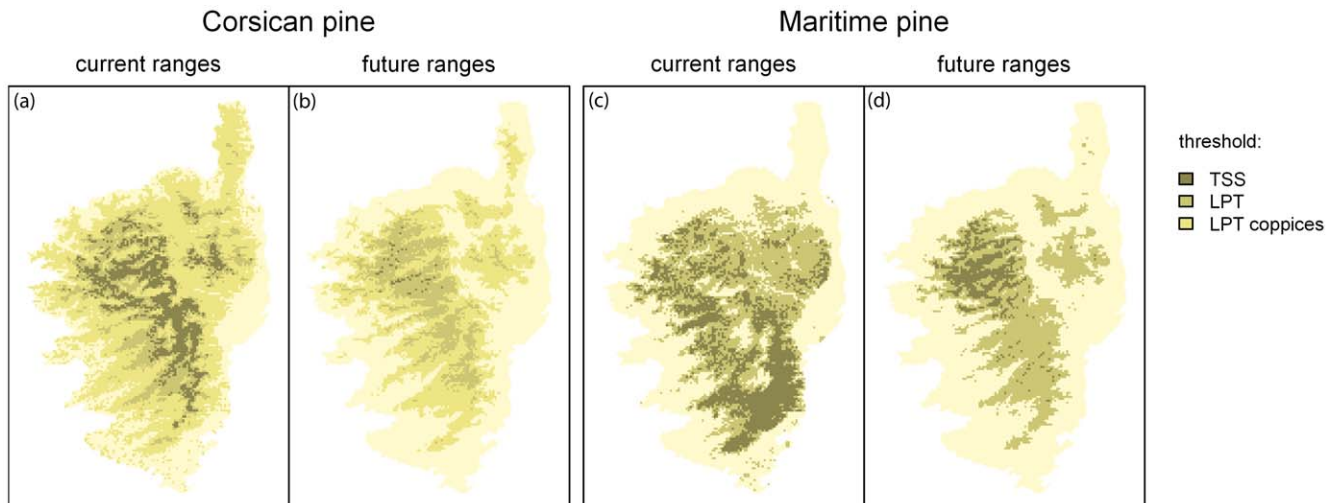 Corsican pine
Maritime pine
current ranges
future ranges
current ranges
future ranges
(a)
(b)
(c)
(d)
threshold:
TSS
LPT
LPT coppices